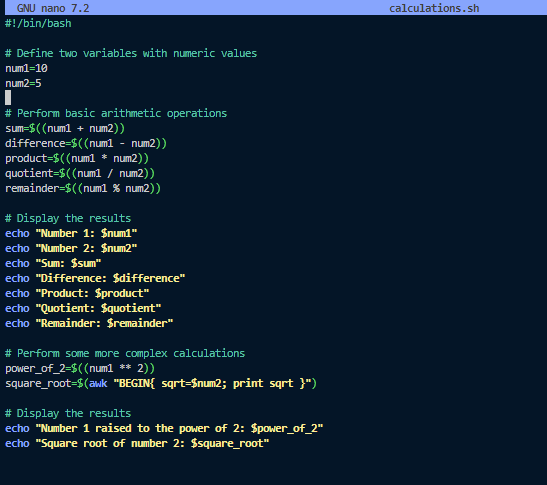 GNU nano 7.2 calculations.sh
#!/bin/bash
# Define two variables with numeric values
num1=10
num2=5
# Perform basic arithmetic operations
sum=$((num1 + num2))
difference=$((num1 - num2))
product=$((num1 * num2))
quotient=$((num1 / num2))
remainder=$((num1 % num2))
# Display the results
echo "Number 1: $num1"
echo "Number 2: $num2"
echo "Sum: $sum"
echo "Difference: $difference"
echo "Product: $product"
echo "Quotient: $quotient"
echo "Remainder: $remainder"
# Perform some more complex calculations
power_of_2=$((num1 ** 2))
square_root=$(awk "BEGIN{ sqrt=$num2; print sqrt }")
# Display the results
echo "Number 1 raised to the power of 2: $power_of_2"
echo "Square root of number 2: $square_root"